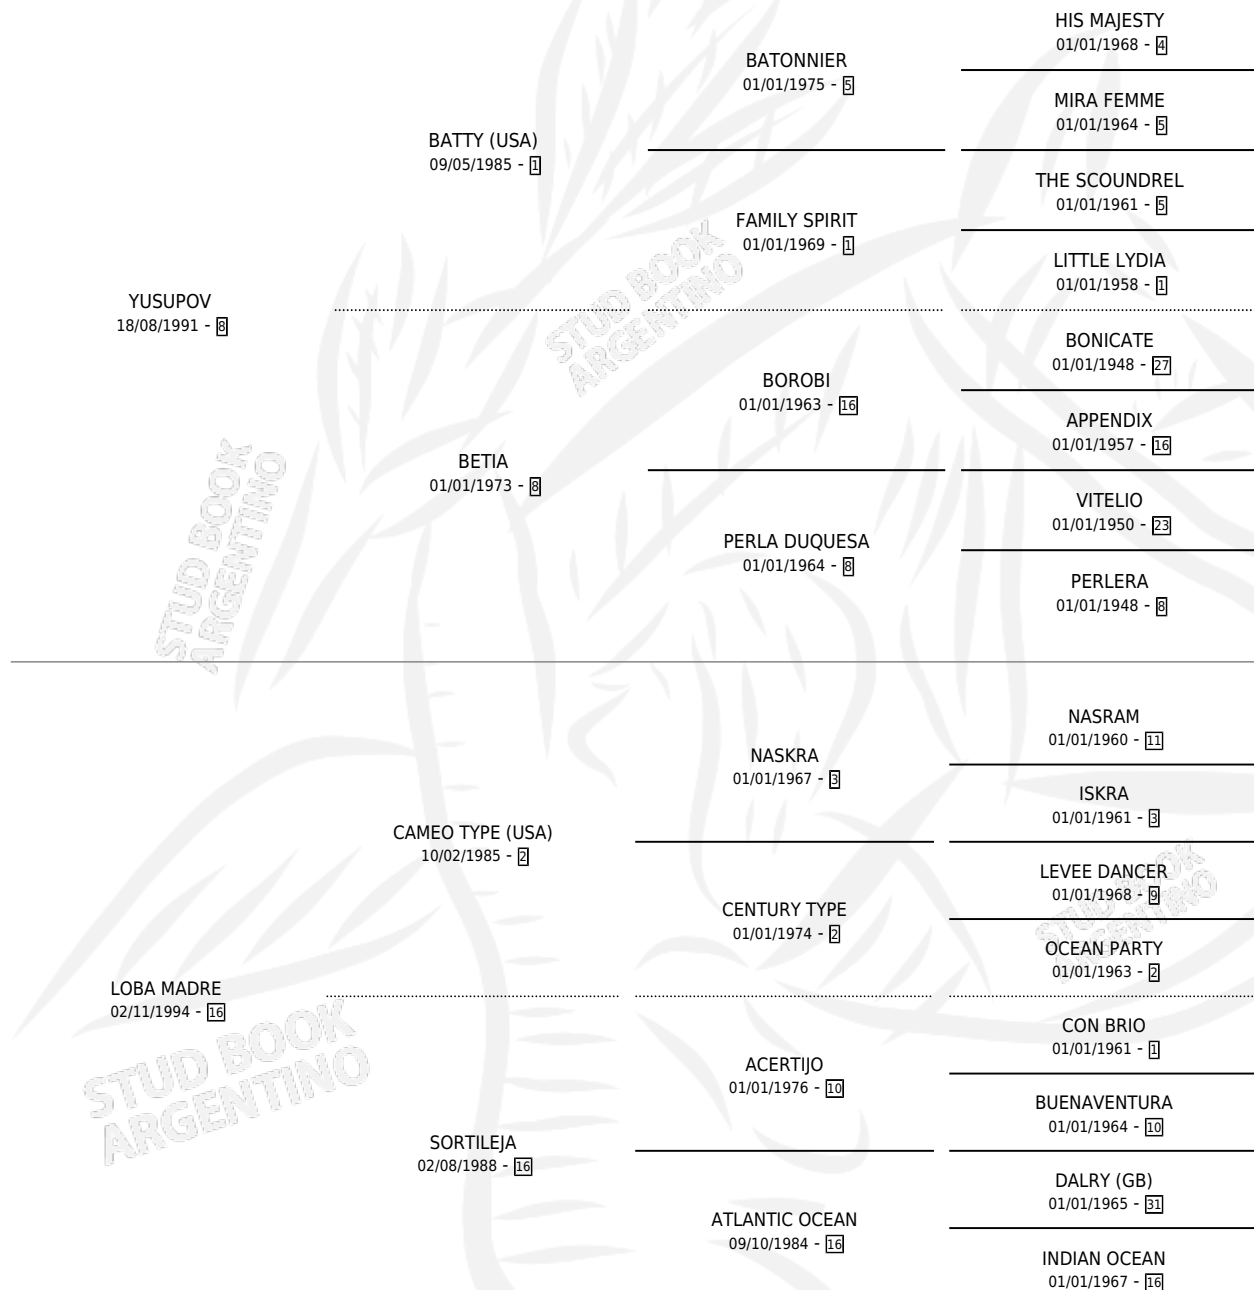 HIS MAJESTY
01/01/1968 - 4
BATONNIER
01/01/1975 - 5
MIRA FEMME
01/01/1964 - 5
BATTY (USA)
09/05/1985 - 1
THE SCOUNDREL
01/01/1961 - 5
FAMILY SPIRIT
01/01/1969 - 1
LITTLE LYDIA
01/01/1958 - 1
YUSUPOV
18/08/1991 - 8
BONICATE
01/01/1948 - 27
BOROBI
01/01/1963 - 16
APPENDIX
01/01/1957 - 16
BETIA
01/01/1973 - 8
VITELIO
01/01/1950 - 23
PERLA DUQUESA
01/01/1964 - 8
PERLERA
01/01/1948 - 8
NASRAM
01/01/1960 - 11
NASKRA
01/01/1967 - 3
ISKRA
01/01/1961 - 3
CAMEO TYPE (USA)
10/02/1985 - 2
LEVEE DANCER
01/01/1968 - 9
CENTURY TYPE
01/01/1974 - 2
OCEAN PARTY
01/01/1963 - 2
LOBA MADRE
02/11/1994 - 16
CON BRIO
01/01/1961 - 1
ACERTIJO
01/01/1976 - 10
BUENAVENTURA
01/01/1964 - 10
SORTILEJA
02/08/1988 - 16
DALRY (GB)
01/01/1965 - 31
ATLANTIC OCEAN
09/10/1984 - 16
INDIAN OCEAN
01/01/1967 - 16
STUD BOOK
ARGENTINO
STUD BOOK
ARGENTINO
STUD BOOK
ARGENTINO
STUD BOOK
ARGENTINO